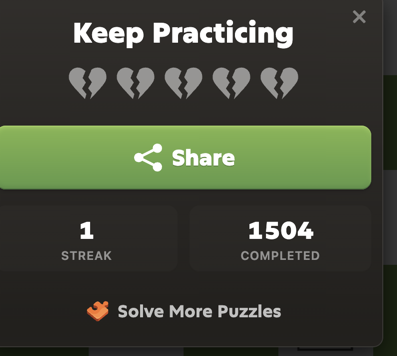 Keep Practicing
Share
1
STREAK
1504
COMPLETED
Solve More Puzzles